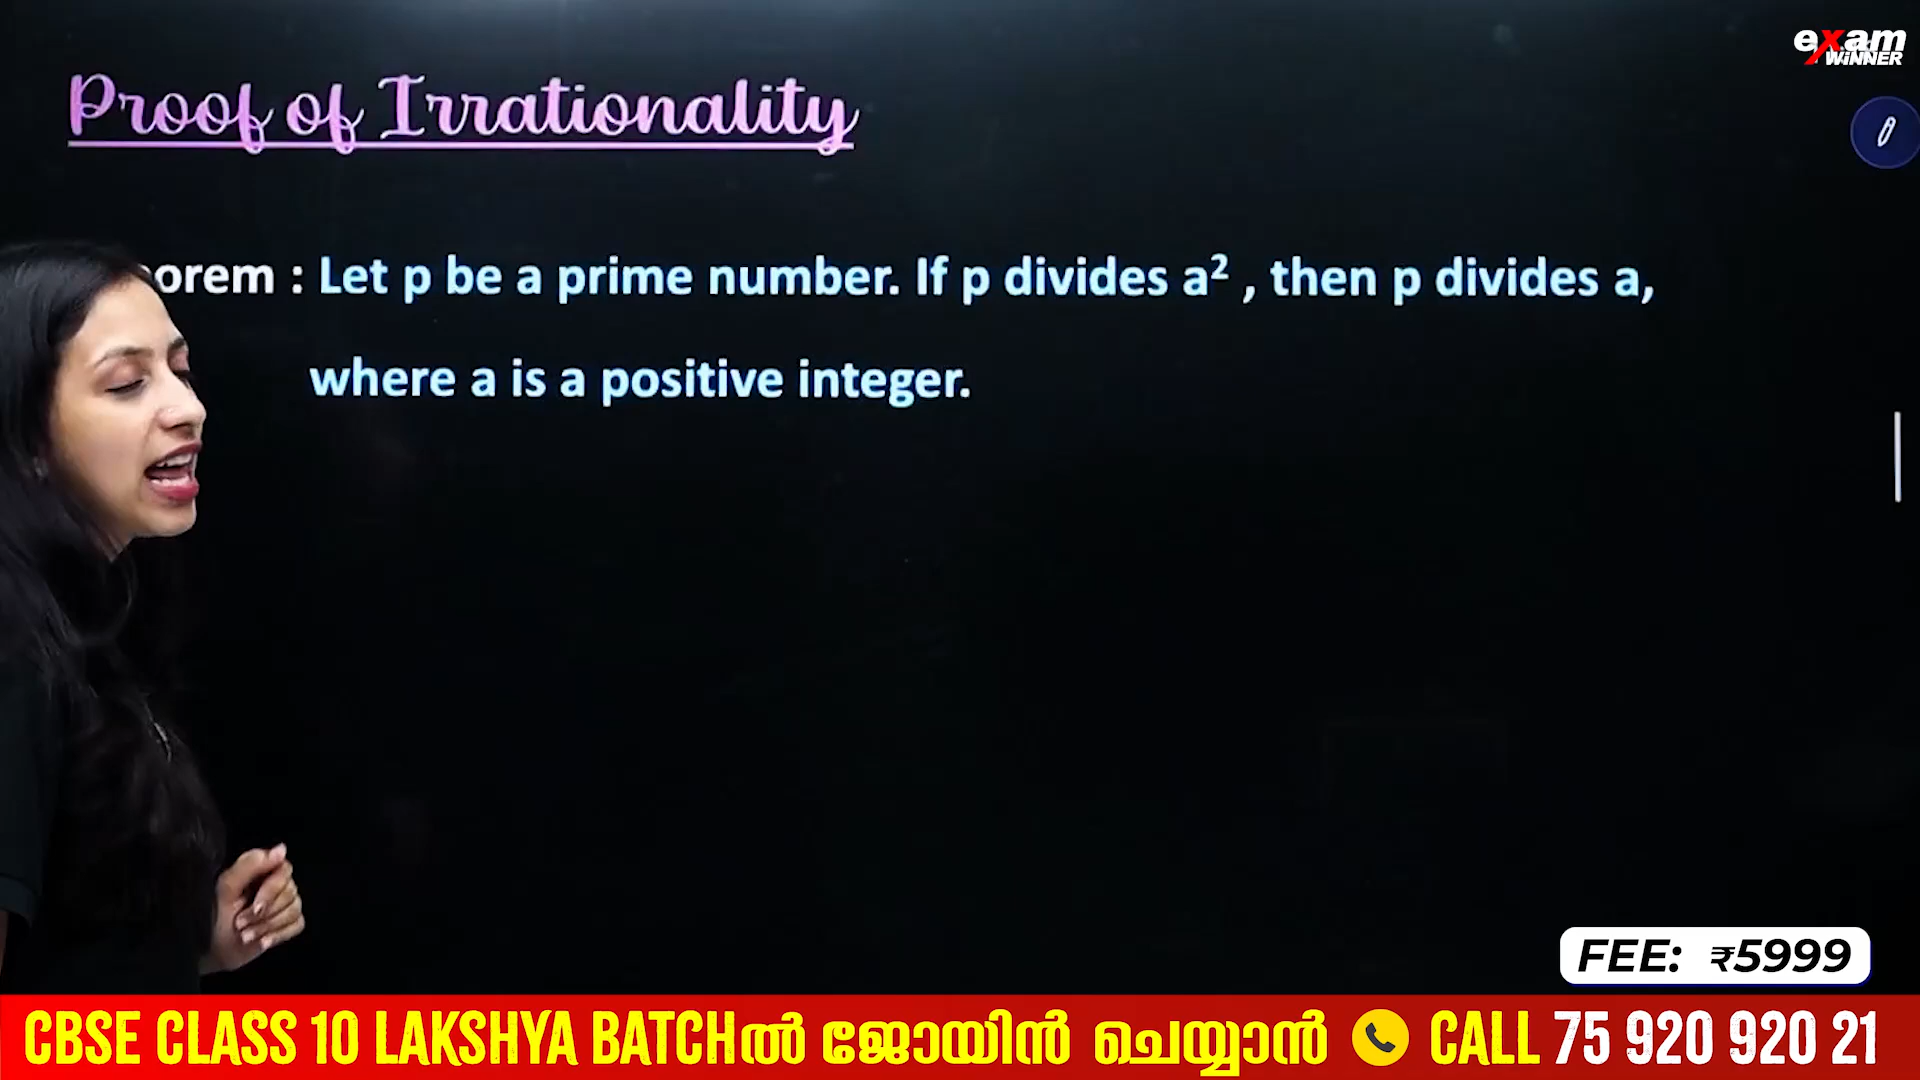 exam
WINNER
Proof of Irrationality
orem : Let p be a prime number. If p divides a² , then p divides a,
where a is a positive integer.
FEE: ₹5999
CBSE CLASS 10 LAKSHYA BATCHൽ ജോയിൻ ചെയ്യാൻ CALL 75 920 920 21